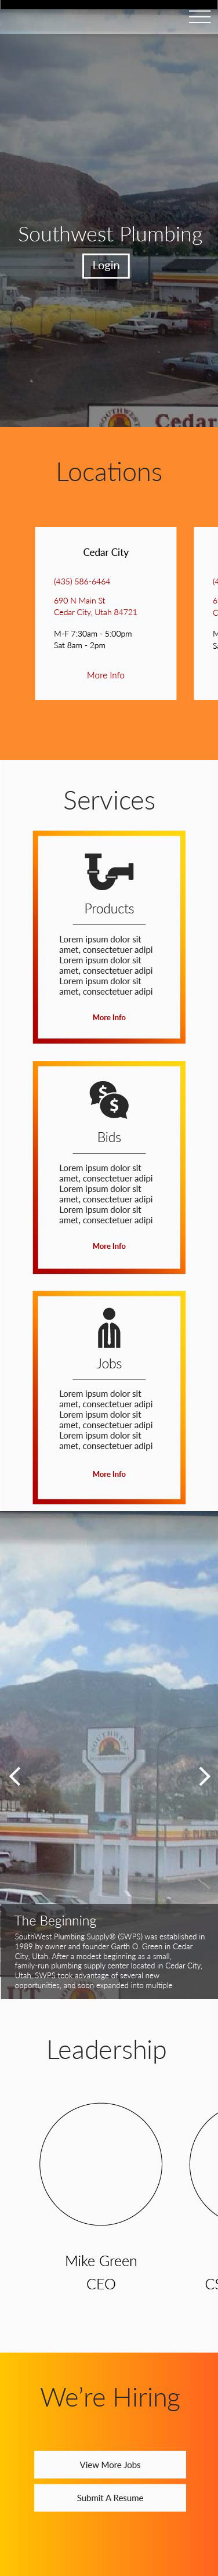 Southwest Plumbing
Login
SOUTHWEST
Cedar
Locations
Cedar City
(435) 586-6464
690 N Main St
Cedar City, Utah 84721
M-F 7:30am - 5:00pm
Sat 8am - 2pm
More Info
Services
Products
Lorem ipsum dolor sit
amet, consectetuer adipi
Lorem ipsum dolor sit
amet, consectetuer adipi
Lorem ipsum dolor sit
amet, consectetuer adipi
More Info
Bids
Lorem ipsum dolor sit
amet, consectetuer adipi
Lorem ipsum dolor sit
amet, consectetuer adipi
Lorem ipsum dolor sit
amet, consectetuer adipi
More Info
Jobs
Lorem ipsum dolor sit
amet, consectetuer adipi
Lorem ipsum dolor sit
amet, consectetuer adipi
Lorem ipsum dolor sit
amet, consectetuer adipi
More Info
SOUTHWEST
The Beginning
SouthWest Plumbing Supply® (SWPS) was established in
1989 by owner and founder Garth O. Green in Cedar
City, Utah. After a modest beginning as a small,
family-run plumbing supply center located in Cedar City,
Utah, SWPS took advantage of several new
opportunities, and soon expanded into multiple
Leadership
Mike Green
CEO
We're Hiring
View More Jobs
Submit A Resume